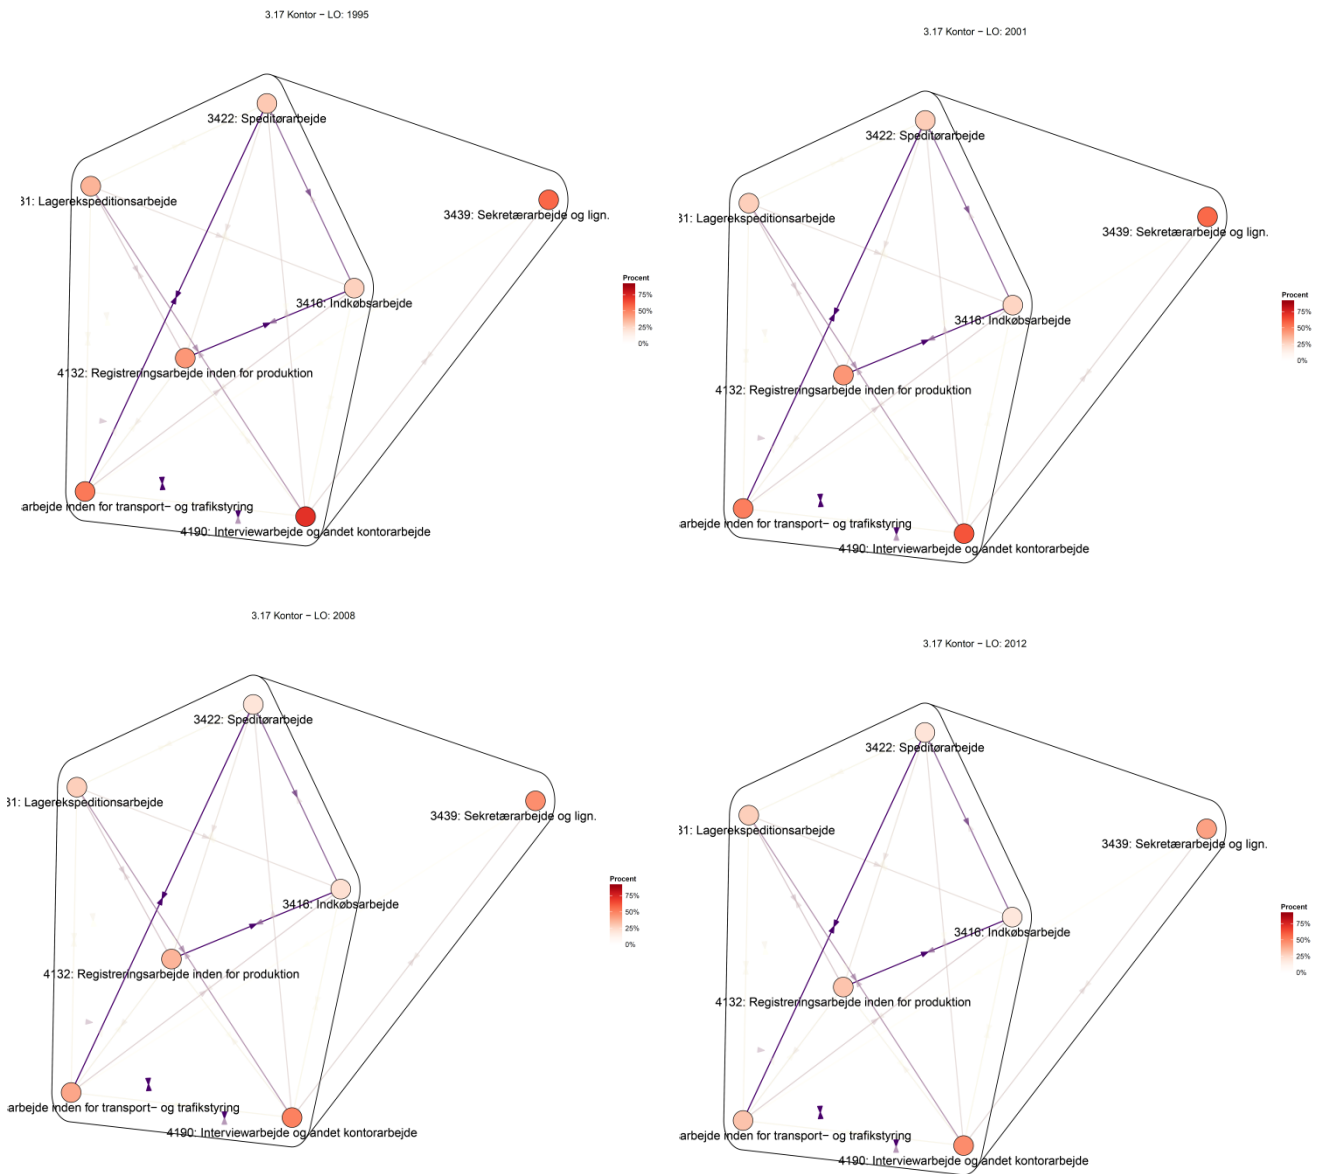 3.17 Kontor − LO: 1995
3422: Speditørarbejde
31: Lagerekspeditionsarbejde
3439: Sekretærarbejde og lign.
3416: Indkøbsarbejde
4132: Registreringsarbejde inden for produktion
arbejde inden for transport− og trafikstyring
4190: Interviewarbejde og andet kontorarbejde
Procent
75%
50%
25%
0%
3.17 Kontor − LO: 2001
3422: Speditørarbejde
31: Lagerekspeditionsarbejde
3439: Sekretærarbejde og lign.
3416: Indkøbsarbejde
4132: Registreringsarbejde inden for produktion
arbejde inden for transport− og trafikstyring
4190: Interviewarbejde og andet kontorarbejde
Procent
75%
50%
25%
0%
3.17 Kontor − LO: 2008
3422: Speditørarbejde
31: Lagerekspeditionsarbejde
3439: Sekretærarbejde og lign.
3416: Indkøbsarbejde
4132: Registreringsarbejde inden for produktion
arbejde inden for transport− og trafikstyring
4190: Interviewarbejde og andet kontorarbejde
Procent
75%
50%
25%
0%
3.17 Kontor − LO: 2012
3422: Speditørarbejde
31: Lagerekspeditionsarbejde
3439: Sekretærarbejde og lign.
3416: Indkøbsarbejde
4132: Registreringsarbejde inden for produktion
arbejde inden for transport− og trafikstyring
4190: Interviewarbejde og andet kontorarbejde
Procent
75%
50%
25%
0%